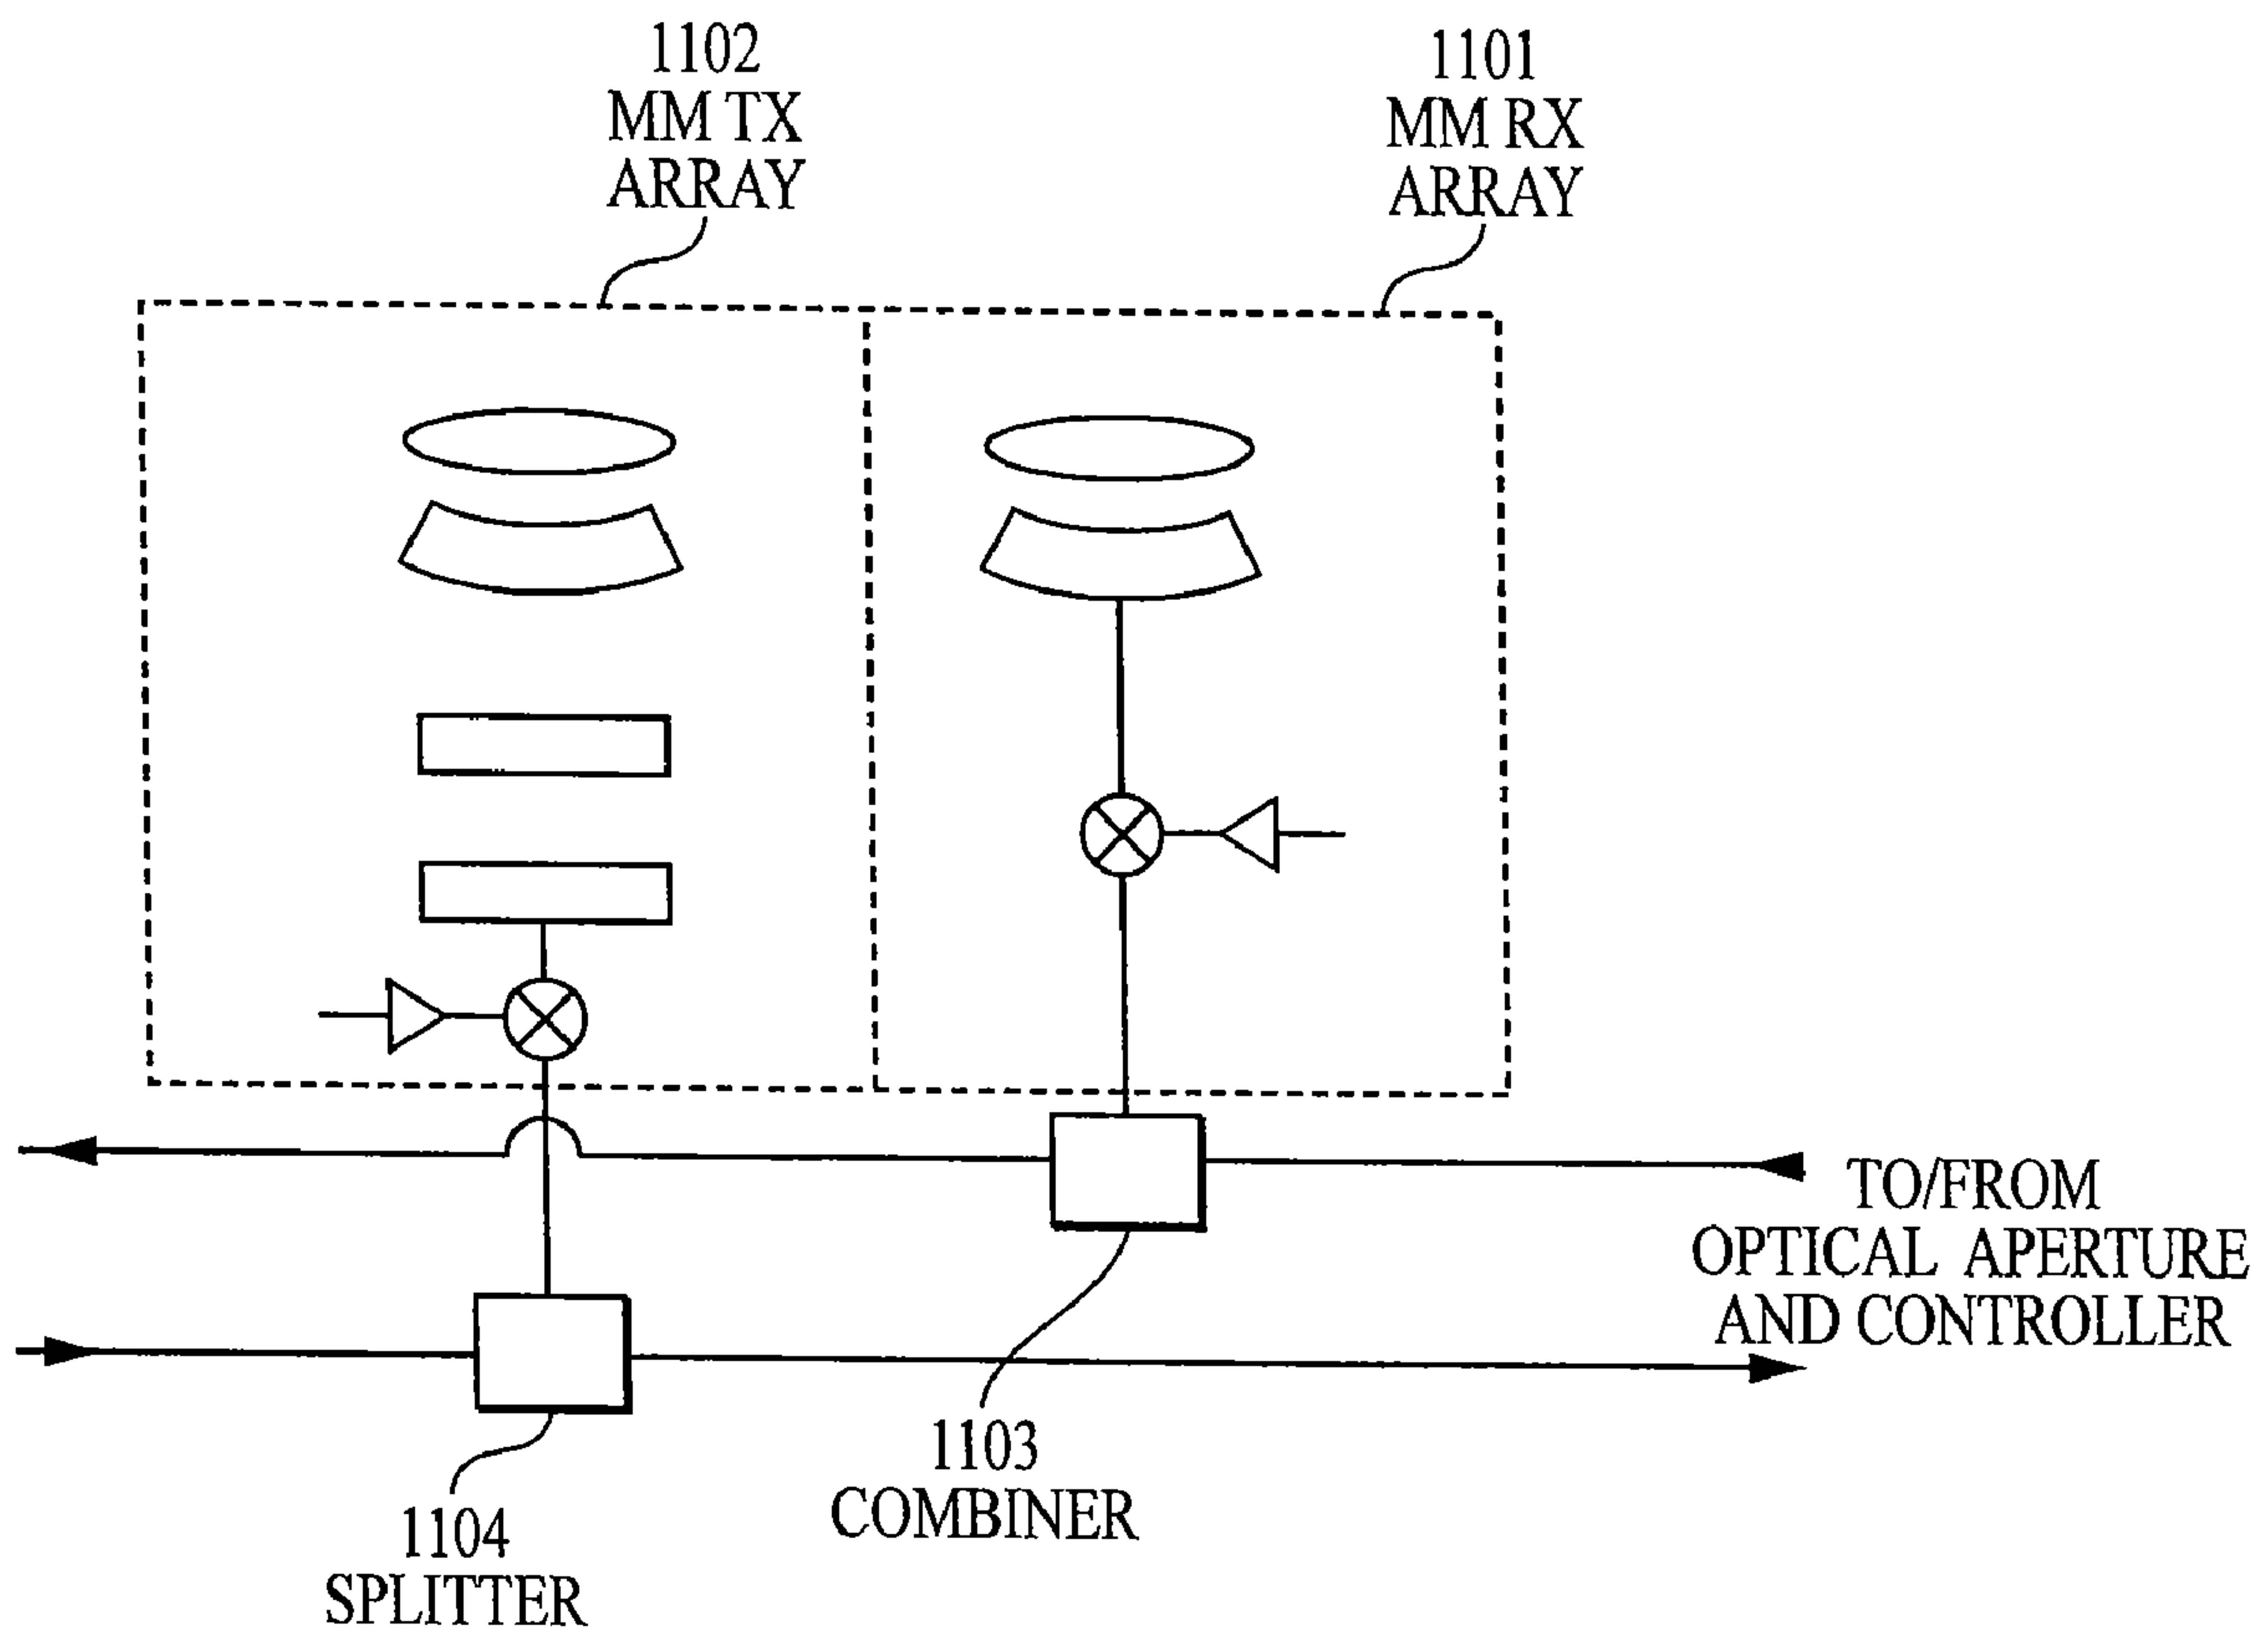 1102
MM TX
ARRAY
1101
MM RX
ARRAY
TO/FROM
OPTICAL APERTURE
AND CONTROLLER
1103
COMBINER
1104
SPLITTER